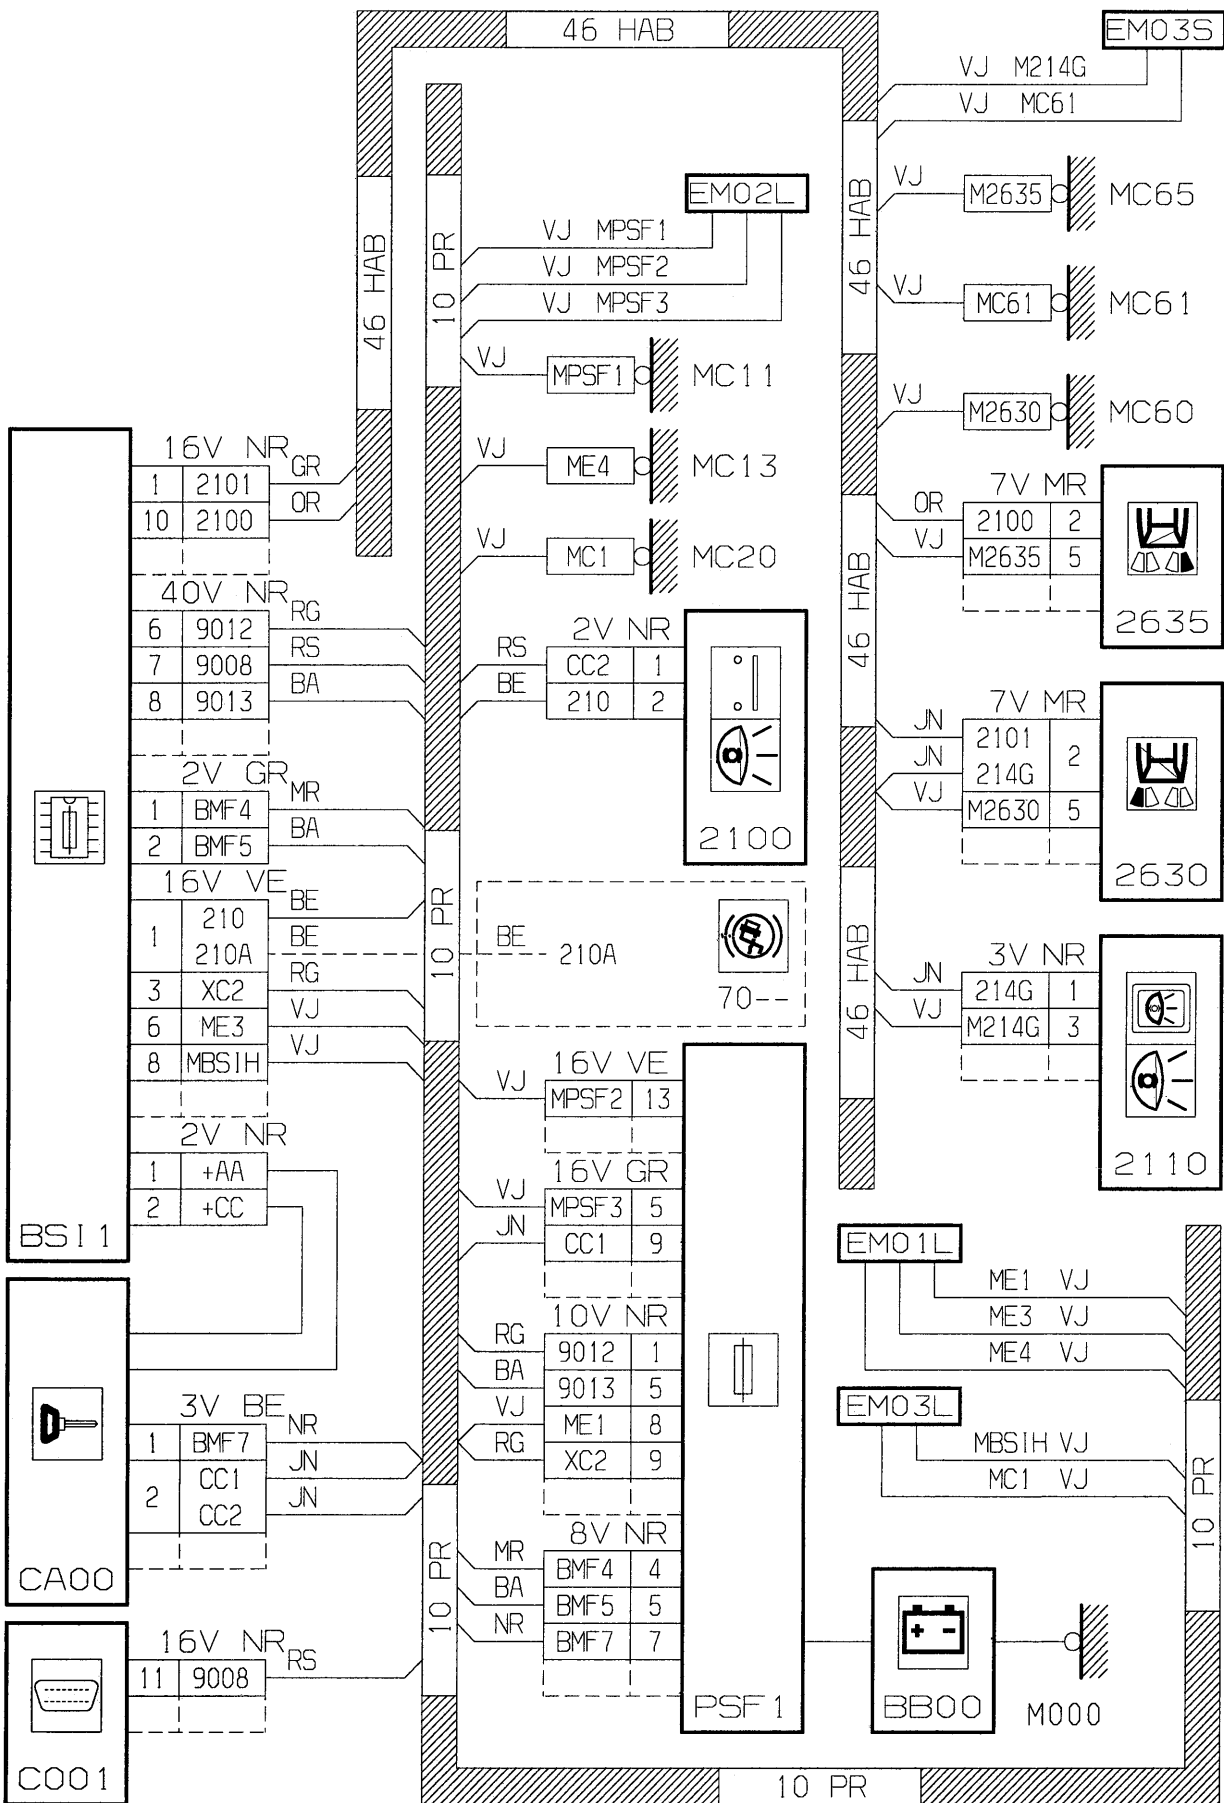 46 HAB
EM03S
VJ M214G
VJ MC61
46 HAB
10 PR
EM02L
VJ MPSF1
VJ MPSF2
VJ MPSF3
VJ MPSF1 MC11
VJ ME4 MC13
VJ MC1 MC20
46 HAB
VJ M2635 MC65
VJ MC61 MC61
VJ M2630 MC60
16V NR
1 2101 GR
10 2100 OR
40V NR
6 9012 RG
7 9008 RS
8 9013 BA
2V GR
1 BMF4 MR
2 BMF5 BA
16V VE
1 210 BE
210A BE
3 XC2 RG
6 ME3 VJ
8 MBSIH VJ
2V NR
1 +AA
2 +CC
BSI1
2V NR
RS CC2 1
BE 210 2
2100
10 PR
BE 210A
70--
46 HAB
7V MR
OR 2100 2
VJ M2635 5
2635
7V MR
JN 2101 2
JN 214G
VJ M2630 5
2630
46 HAB
3V NR
JN 214G 1
VJ M214G 3
2110
16V VE
VJ MPSF2 13
16V GR
VJ MPSF3 5
JN CC1 9
10V NR
RG 9012 1
BA 9013 5
VJ ME1 8
RG XC2 9
8V NR
MR BMF4 4
BA BMF5 5
NR BMF7 7
PSF1
3V BE
1 BMF7 NR
2 CC1 JN
CC2 JN
CA00
10 PR
16V NR
11 9008 RS
C001
EM01L
ME1 VJ
ME3 VJ
ME4 VJ
EM03L
MBSIH VJ
MC1 VJ
10 PR
+ -
BB00
M000
10 PR